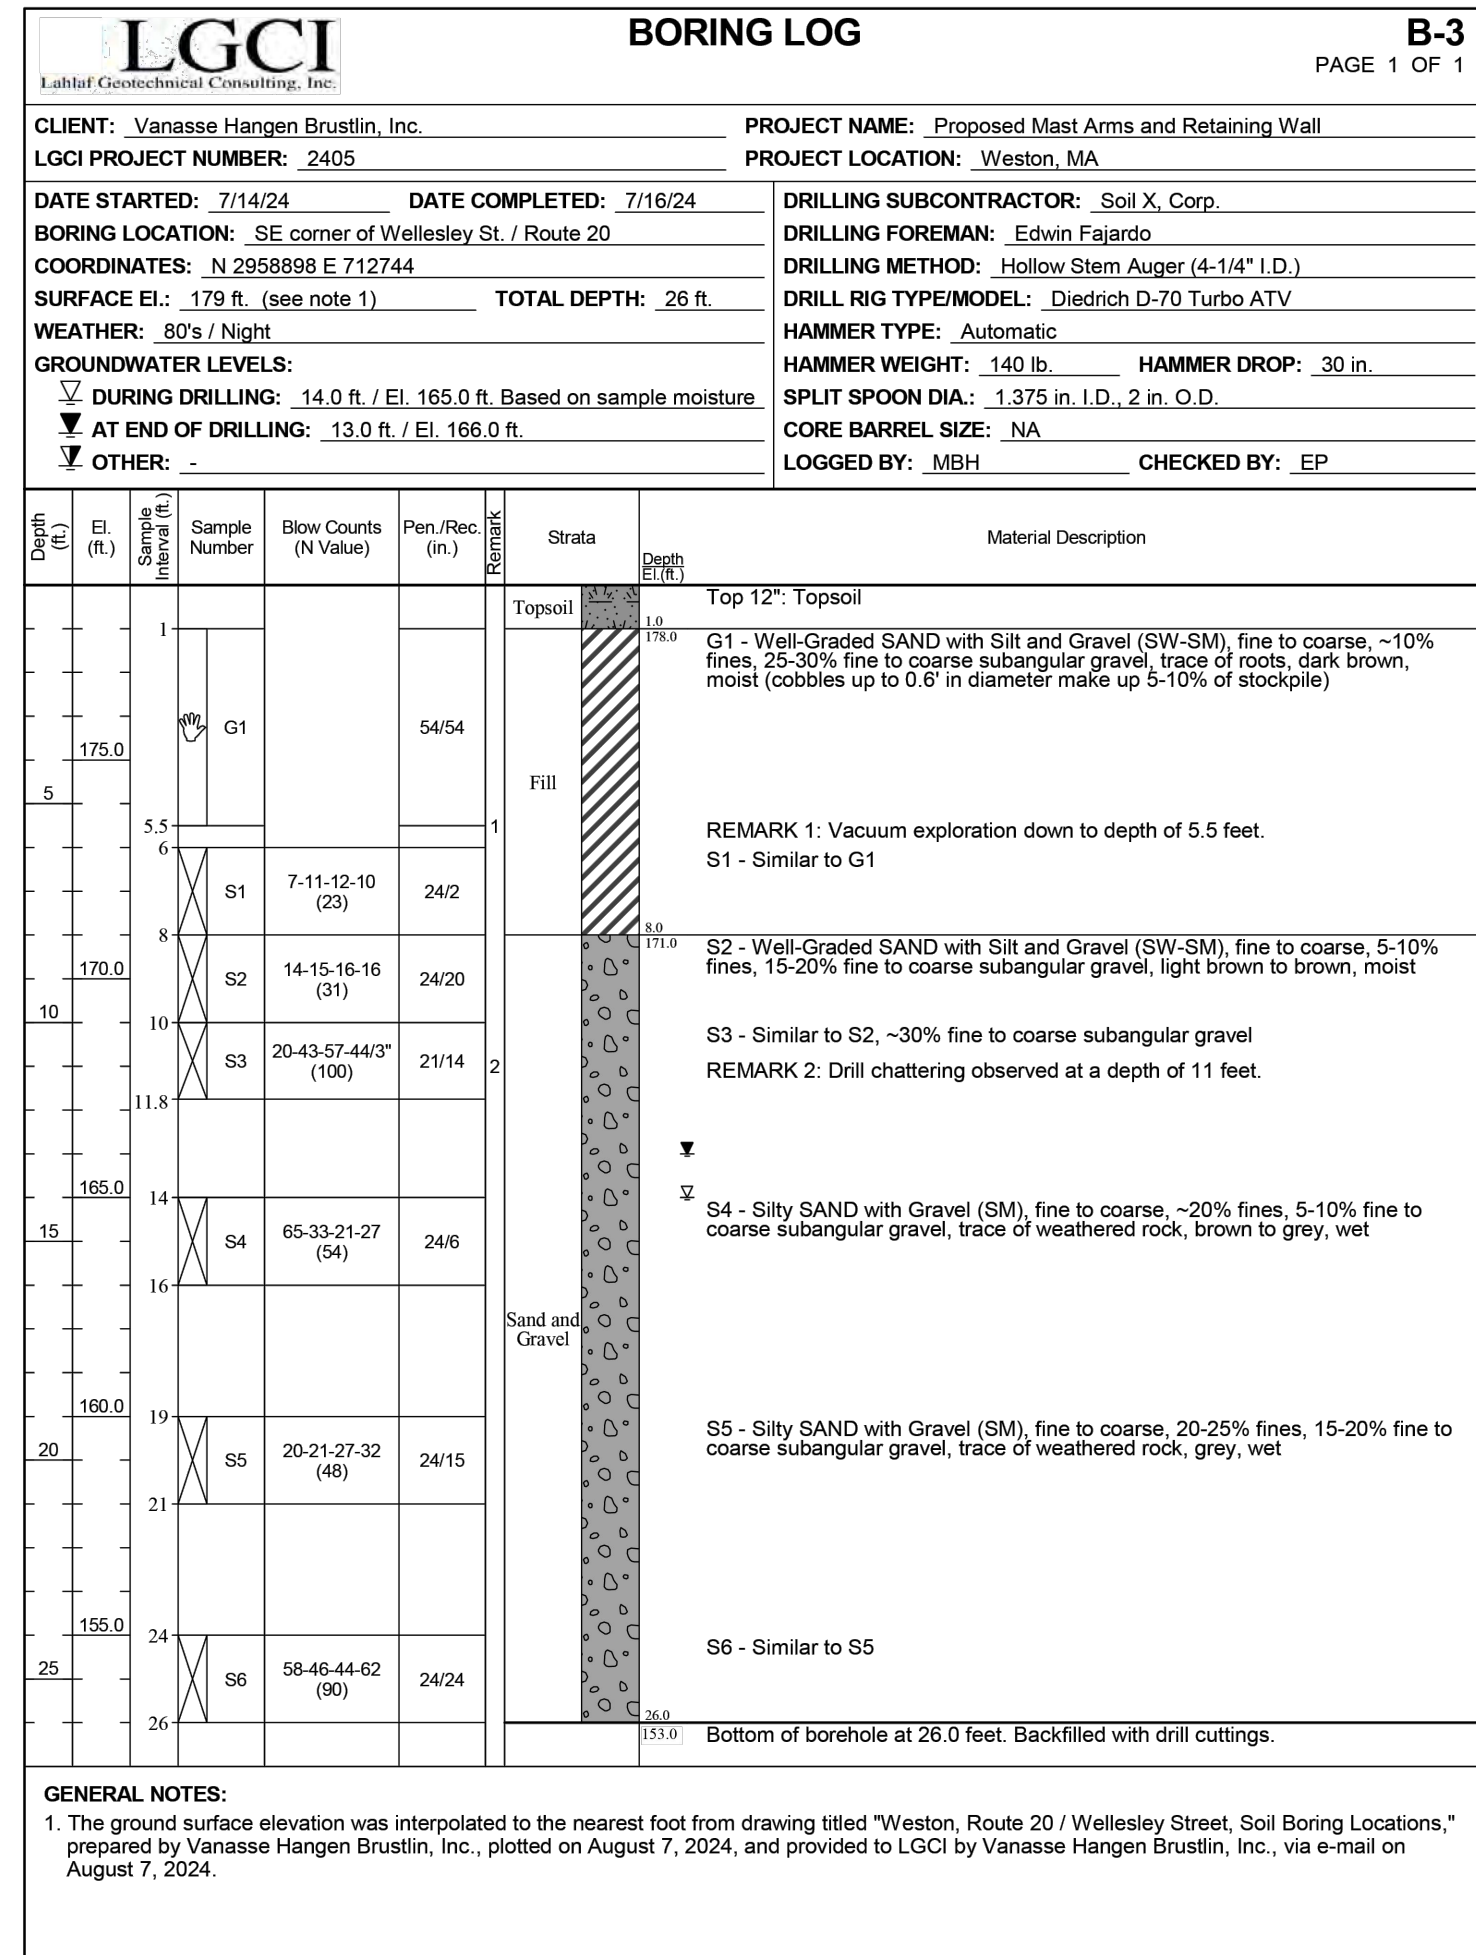 LGCI
Lahlaf Geotechnical Consulting, Inc.
BORING LOG
B-3
PAGE 1 OF 1
CLIENT: Vanasse Hangen Brustlin, Inc.
PROJECT NAME: Proposed Mast Arms and Retaining Wall
LGCI PROJECT NUMBER: 2405
PROJECT LOCATION: Weston, MA
DATE STARTED: 7/14/24 DATE COMPLETED: 7/16/24
BORING LOCATION: SE corner of Wellesley St. / Route 20
COORDINATES: N 2958898 E 712744
SURFACE El.: 179 ft. (see note 1) TOTAL DEPTH: 26 ft.
WEATHER: 80's / Night
GROUNDWATER LEVELS:
DURING DRILLING: 14.0 ft. / El. 165.0 ft. Based on sample moisture
AT END OF DRILLING: 13.0 ft. / El. 166.0 ft.
OTHER: -
DRILLING SUBCONTRACTOR: Soil X, Corp.
DRILLING FOREMAN: Edwin Fajardo
DRILLING METHOD: Hollow Stem Auger (4-1/4" I.D.)
DRILL RIG TYPE/MODEL: Diedrich D-70 Turbo ATV
HAMMER TYPE: Automatic
HAMMER WEIGHT: 140 lb. HAMMER DROP: 30 in.
SPLIT SPOON DIA.: 1.375 in. I.D., 2 in. O.D.
CORE BARREL SIZE: NA
LOGGED BY: MBH CHECKED BY: EP
Depth
(ft.)
El.
(ft.)
Sample
Interval (ft.)
Sample
Number
Blow Counts
(N Value)
Pen./Rec.
(in.)
Remark
Strata
Depth
El.(ft.)
Material Description
Topsoil
Top 12": Topsoil
1.0
1
178.0
G1 - Well-Graded SAND with Silt and Gravel (SW-SM), fine to coarse, ~10%
fines, 25-30% fine to coarse subangular gravel, trace of roots, dark brown,
moist (cobbles up to 0.6' in diameter make up 5-10% of stockpile)
G1
54/54
175.0
Fill
5
5.5
1
REMARK 1: Vacuum exploration down to depth of 5.5 feet.
6
S1 - Similar to G1
S1
7-11-12-10
(23)
24/2
8.0
8
171.0
S2 - Well-Graded SAND with Silt and Gravel (SW-SM), fine to coarse, 5-10%
fines, 15-20% fine to coarse subangular gravel, light brown to brown, moist
170.0
S2
14-15-16-16
(31)
24/20
10
10
S3 - Similar to S2, ~30% fine to coarse subangular gravel
S3
20-43-57-44/3"
(100)
21/14
2
REMARK 2: Drill chattering observed at a depth of 11 feet.
11.8
165.0
14
S4 - Silty SAND with Gravel (SM), fine to coarse, ~20% fines, 5-10% fine to
coarse subangular gravel, trace of weathered rock, brown to grey, wet
15
S4
65-33-21-27
(54)
24/6
16
Sand and
Gravel
160.0
19
S5 - Silty SAND with Gravel (SM), fine to coarse, 20-25% fines, 15-20% fine to
coarse subangular gravel, trace of weathered rock, grey, wet
20
S5
20-21-27-32
(48)
24/15
21
155.0
24
S6 - Similar to S5
25
S6
58-46-44-62
(90)
24/24
26.0
26
153.0
Bottom of borehole at 26.0 feet. Backfilled with drill cuttings.
GENERAL NOTES:
1. The ground surface elevation was interpolated to the nearest foot from drawing titled "Weston, Route 20 / Wellesley Street, Soil Boring Locations,"
prepared by Vanasse Hangen Brustlin, Inc., plotted on August 7, 2024, and provided to LGCI by Vanasse Hangen Brustlin, Inc., via e-mail on
August 7, 2024.